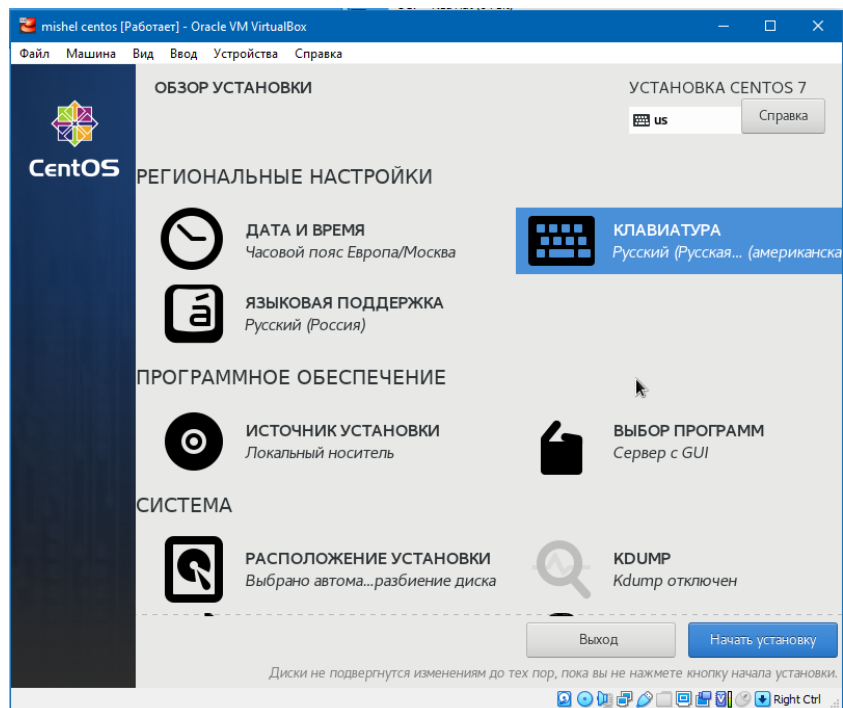 mishel centos [Работает] - Oracle VM VirtualBox
Файл Машина Вид Ввод Устройства Справка
ОБЗОР УСТАНОВКИ
УСТАНОВКА CENTOS 7
us
Справка
CentOS
РЕГИОНАЛЬНЫЕ НАСТРОЙКИ
ДАТА И ВРЕМЯ
Часовой пояс Европа/Москва
КЛАВИАТУРА
Русский (Русская... (американска
ЯЗЫКОВАЯ ПОДДЕРЖКА
Русский (Россия)
ПРОГРАММНОЕ ОБЕСПЕЧЕНИЕ
ИСТОЧНИК УСТАНОВКИ
Локальный носитель
ВЫБОР ПРОГРАММ
Сервер с GUI
СИСТЕМА
РАСПОЛОЖЕНИЕ УСТАНОВКИ
Выбрано автома...разбиение диска
KDUMP
Kdump отключен
Выход
Начать установку
Диски не подвергнутся изменениям до тех пор, пока вы не нажмете кнопку начала установки.
Right Ctrl